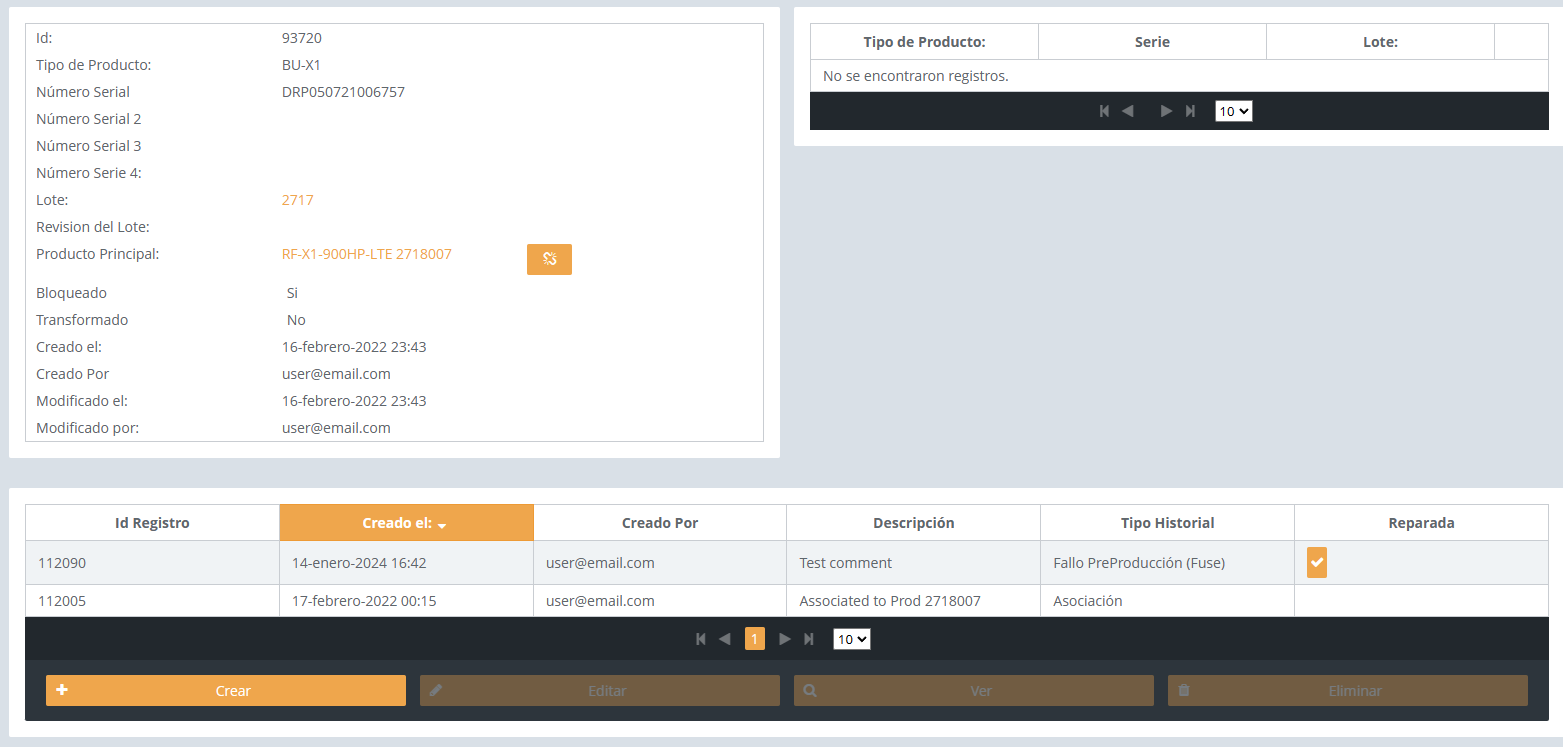 Id: 93720
Tipo de Producto: BU-X1
Número Serial DRP050721006757
Número Serial 2
Número Serial 3
Número Serie 4:
Lote: 2717
Revision del Lote:
Producto Principal: RF-X1-900HP-LTE 2718007
Bloqueado Si
Transformado No
Creado el: 16-febrero-2022 23:43
Creado Por user@email.com
Modificado el: 16-febrero-2022 23:43
Modificado por: user@email.com
Tipo de Producto: Serie Lote:
No se encontraron registros.
10
Id Registro Creado el: Creado Por Descripción Tipo Historial Reparada
112090 14-enero-2024 16:42 user@email.com Test comment Fallo PreProducción (Fuse)
112005 17-febrero-2022 00:15 user@email.com Associated to Prod 2718007 Asociación
1 10
Crear Editar Ver Eliminar